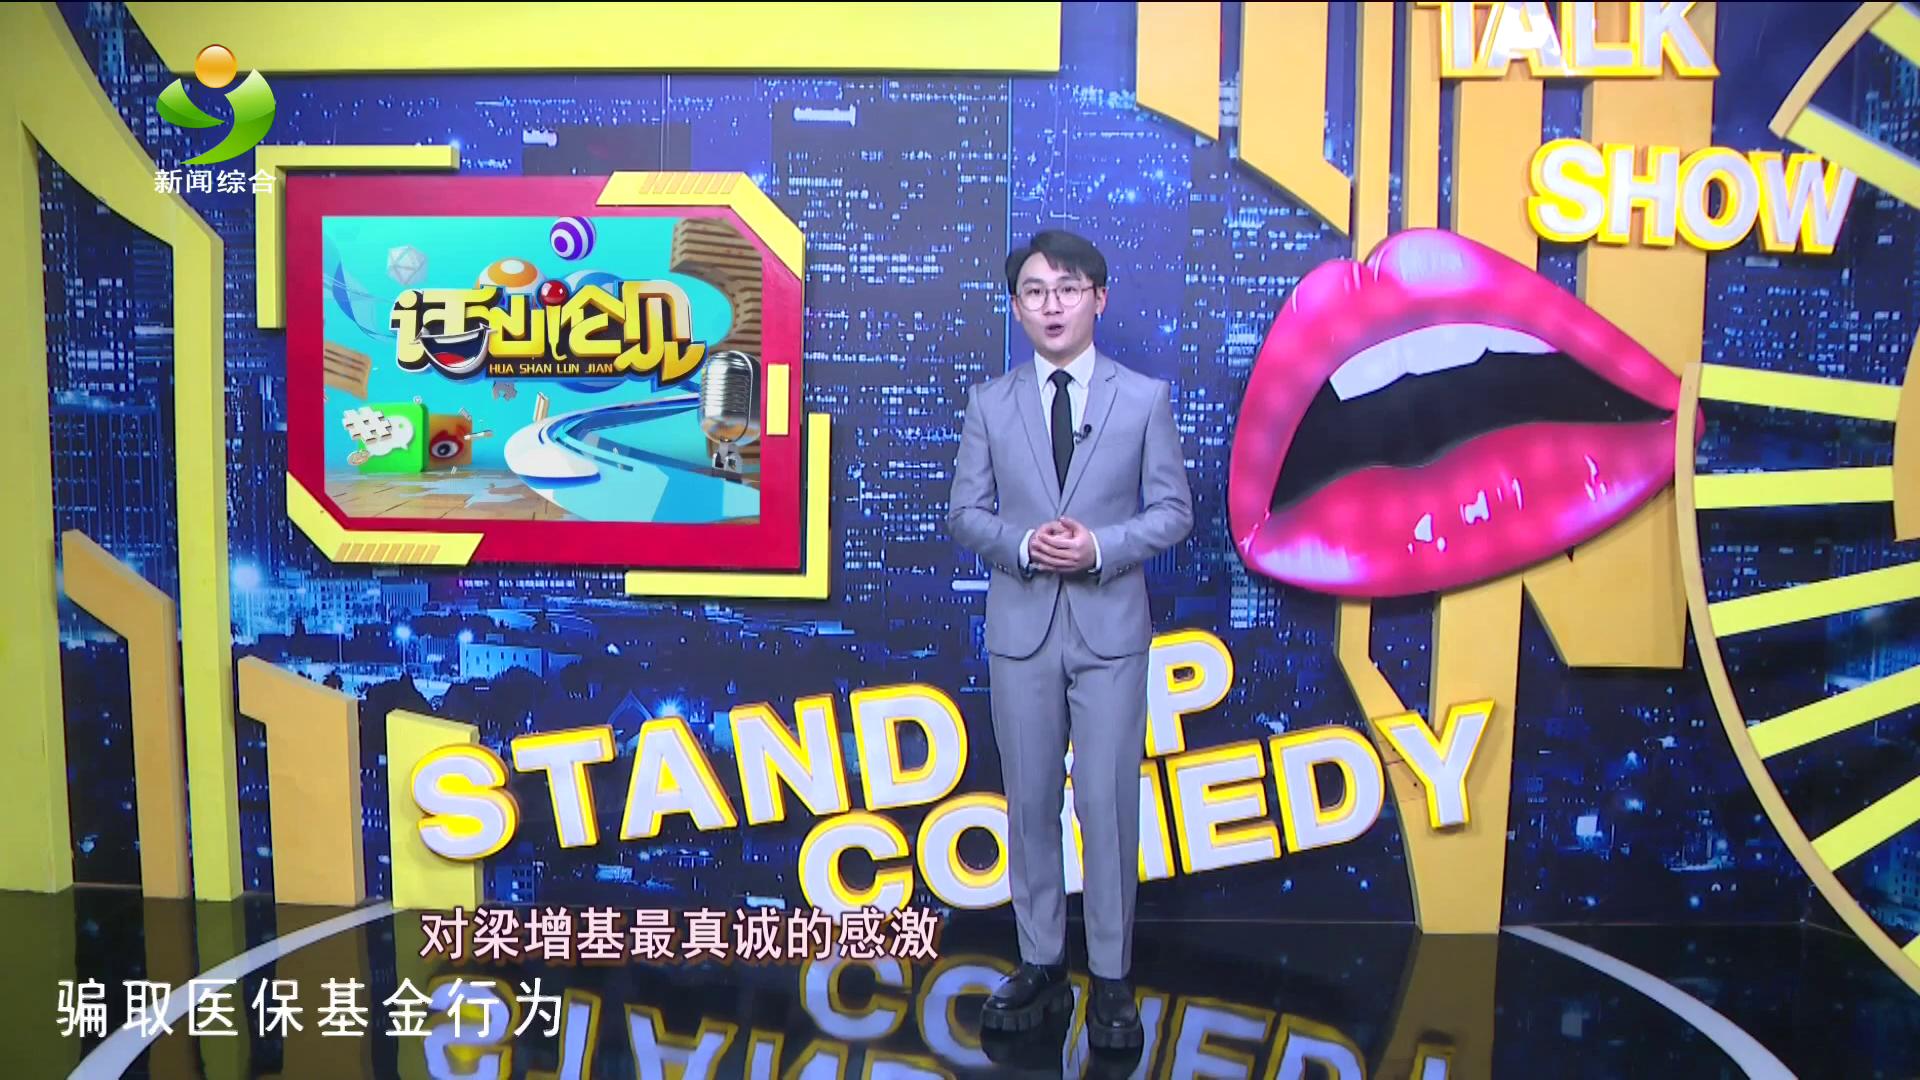 新闻综合
TALK
SHOW
话山论见
HUA SHAN LUN JIAN
STAND UP
COMEDY
对梁增基最真诚的感激
骗取医保基金行为